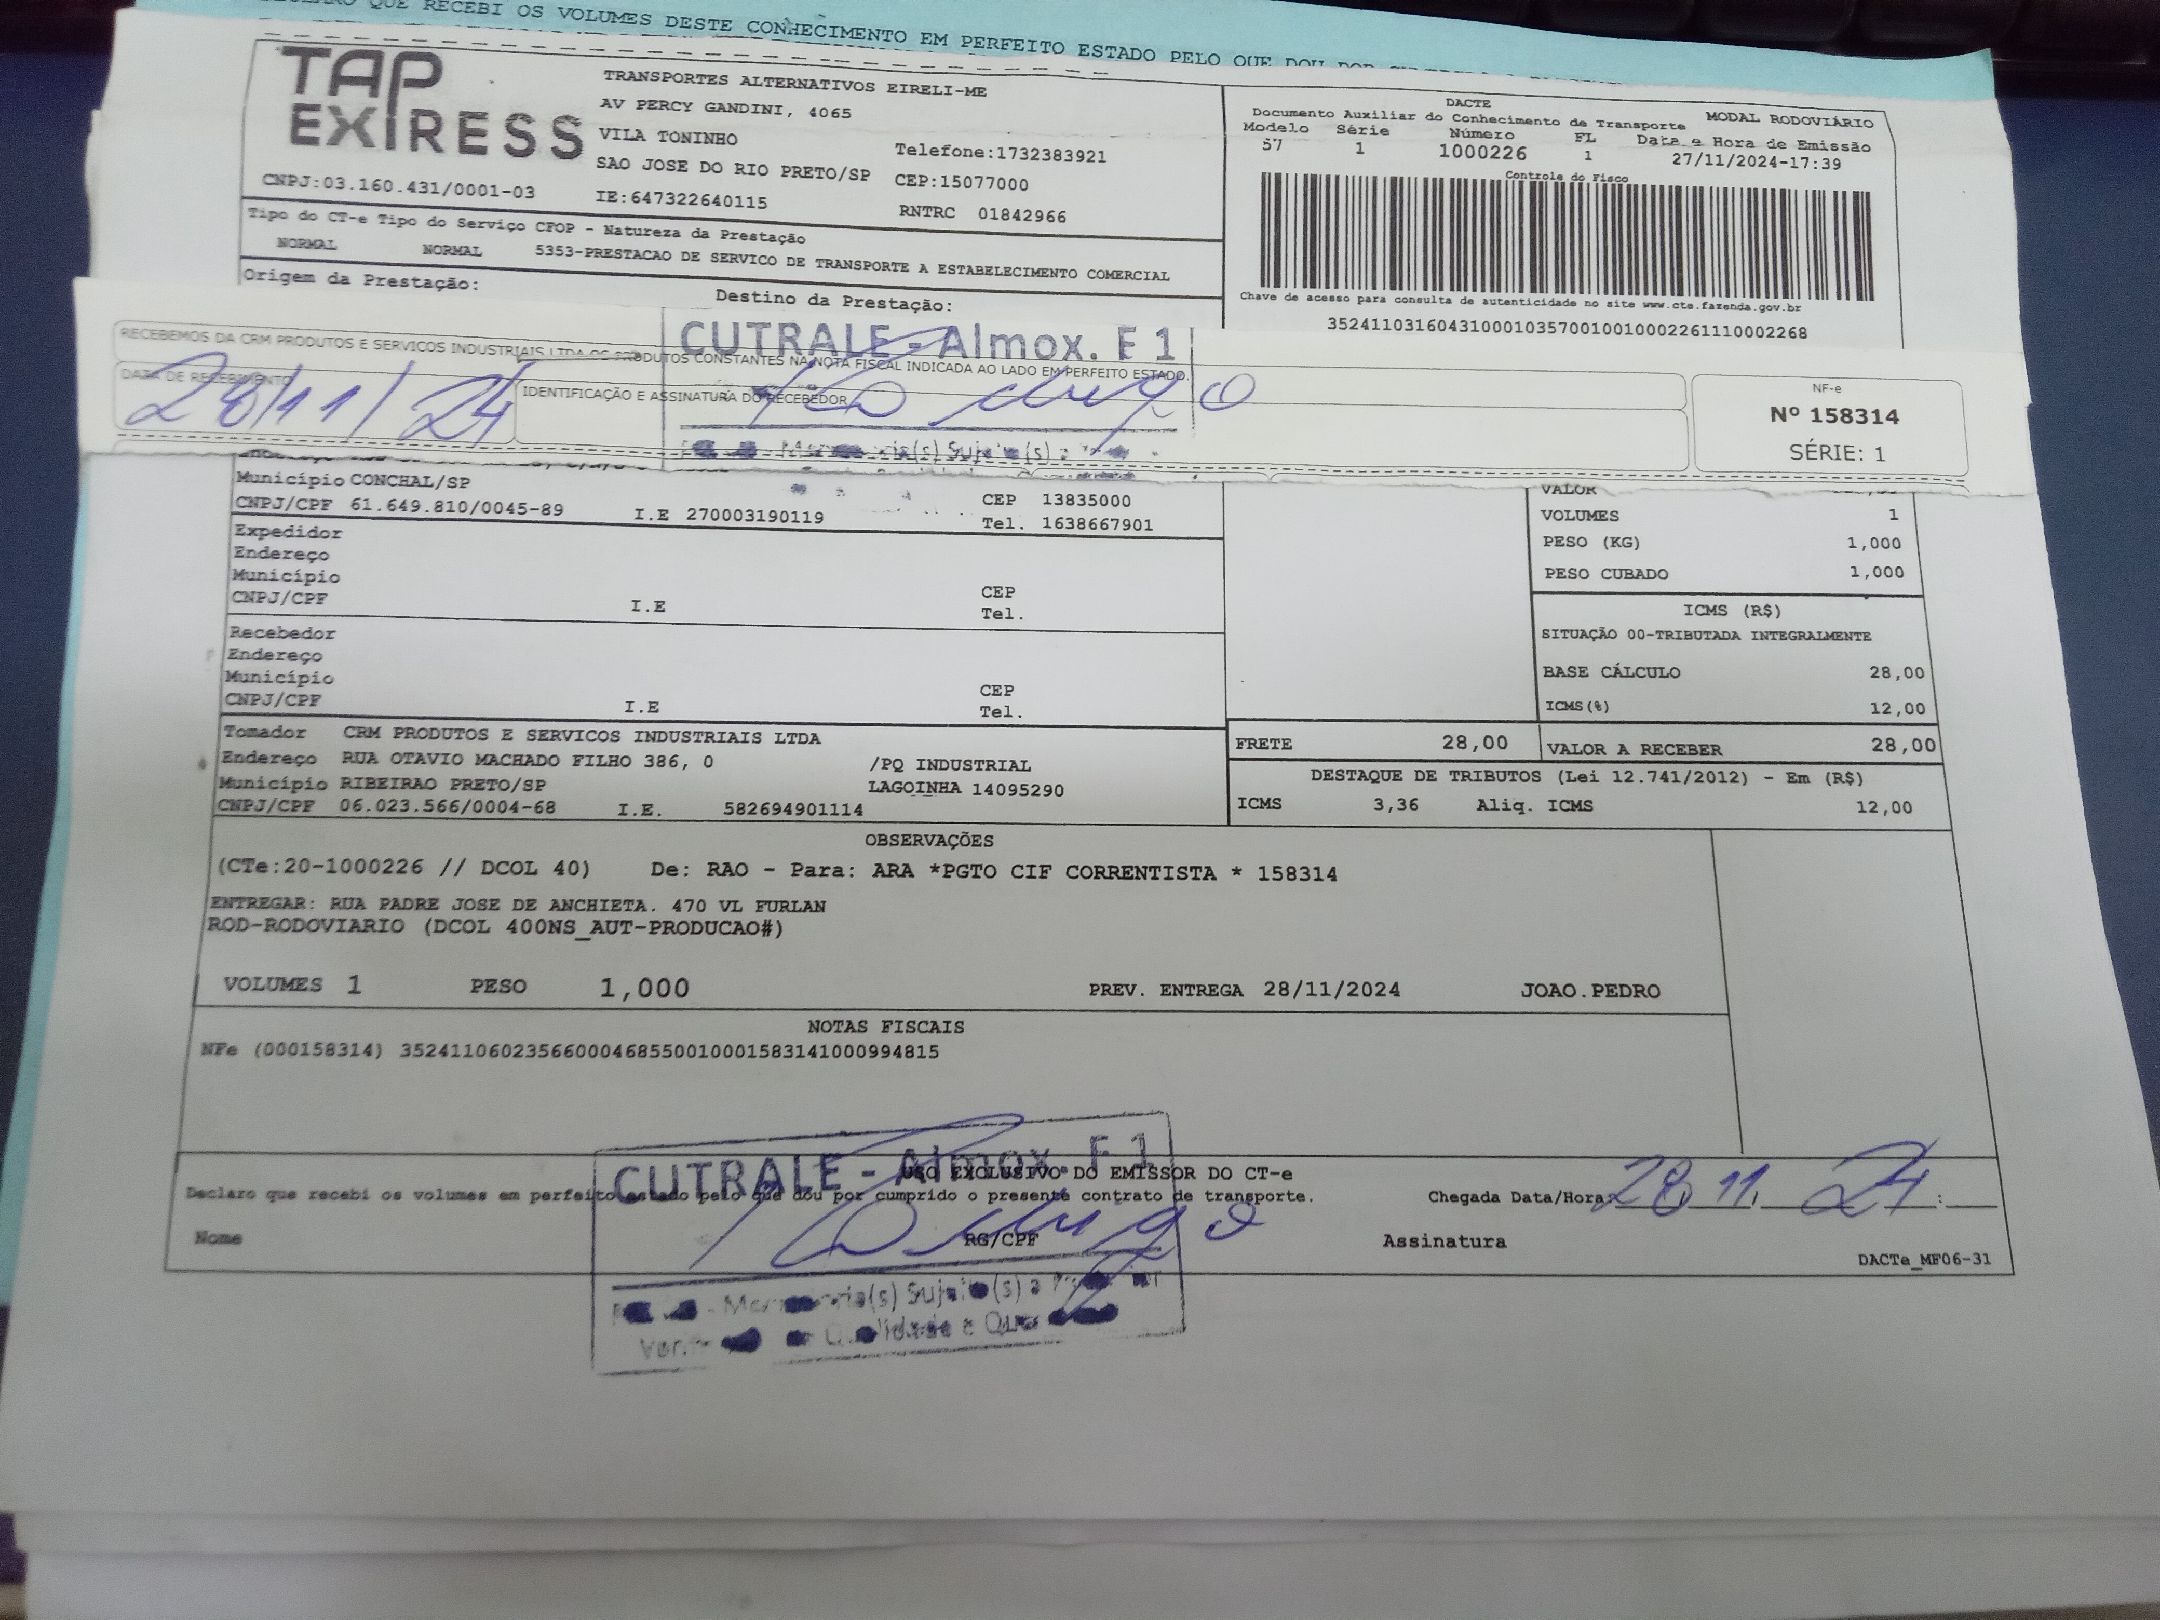 DECLARO QUE RECEBI OS VOLUMES DESTE CONHECIMENTO EM PERFEITO ESTADO PELO QUE DOU POR
TAP
EXIRESS
CNPJ:03.160.431/0001-03
TRANSPORTES ALTERNATIVOS EIRELI-ME
AV PERCY GANDINI, 4065
VILA TONINHO
Telefone:1732383921
SAO JOSE DO RIO PRETO/SP CEP:15077000
IE:647322640115 RNTRC 01842966
DACTE MODAL RODOVIÁRIO
Documento Auxiliar do Conhecimento de Transporte
Modelo Série Número FL Data e Hora de Emissão
57 1 1000226 1 27/11/2024-17:39
Controle do Fisco
Chave de acesso para consulta de autenticidade no site www.cte.fazenda.gov.br
35241103160431000103570010010002261110002268
Tipo do CT-e Tipo do Serviço CFOP - Natureza da Prestação
NORMAL NORMAL 5353-PRESTACAO DE SERVICO DE TRANSPORTE A ESTABELECIMENTO COMERCIAL
Origem da Prestação: Destino da Prestação:
CUTRALE - Almox. F 1
RECEBEMOS DA CRM PRODUTOS E SERVICOS INDUSTRIAIS LTDA OS PRODUTOS CONSTANTES NA NOTA FISCAL INDICADA AO LADO EM PERFEITO ESTADO.
DATA DE RECEBIMENTO
28/11/24
IDENTIFICAÇÃO E ASSINATURA DO RECEBEDOR
NF-e
Nº 158314
SÉRIE: 1
Município CONCHAL/SP CEP 13835000
CNPJ/CPF 61.649.810/0045-89 I.E 270003190119 Tel. 1638667901
Expedidor
Endereço
Município CEP
CNPJ/CPF I.E Tel.
Recebedor
Endereço
Município CEP
CNPJ/CPF I.E Tel.
VALOR
VOLUMES 1
PESO (KG) 1,000
PESO CUBADO 1,000
ICMS (R$)
SITUAÇÃO 00-TRIBUTADA INTEGRALMENTE
BASE CÁLCULO 28,00
ICMS(%) 12,00
Tomador CRM PRODUTOS E SERVICOS INDUSTRIAIS LTDA
Endereço RUA OTAVIO MACHADO FILHO 386, 0 /PQ INDUSTRIAL
Município RIBEIRAO PRETO/SP LAGOINHA 14095290
CNPJ/CPF 06.023.566/0004-68 I.E. 582694901114
FRETE 28,00 VALOR A RECEBER 28,00
DESTAQUE DE TRIBUTOS (Lei 12.741/2012) - Em (R$)
ICMS 3,36 Aliq. ICMS 12,00
OBSERVAÇÕES
(CTe:20-1000226 // DCOL 40) De: RAO - Para: ARA *PGTO CIF CORRENTISTA * 158314
ENTREGAR: RUA PADRE JOSE DE ANCHIETA. 470 VL FURLAN
ROD-RODOVIARIO (DCOL 400NS_AUT-PRODUCAO#)
VOLUMES 1 PESO 1,000 PREV. ENTREGA 28/11/2024 JOAO.PEDRO
NOTAS FISCAIS
NFe (000158314) 35241106023566000468550010001583141000994815
CUTRALE - Almox. F 1
USO EXCLUSIVO DO EMISSOR DO CT-e
Declaro que recebi os volumes em perfeito estado pelo que dou por cumprido o presente contrato de transporte.
Chegada Data/Hora: 28 11 24 :
Nome RG/CPF Assinatura
DACTe_MF06-31
Sujeito(s) a
Qualidade e